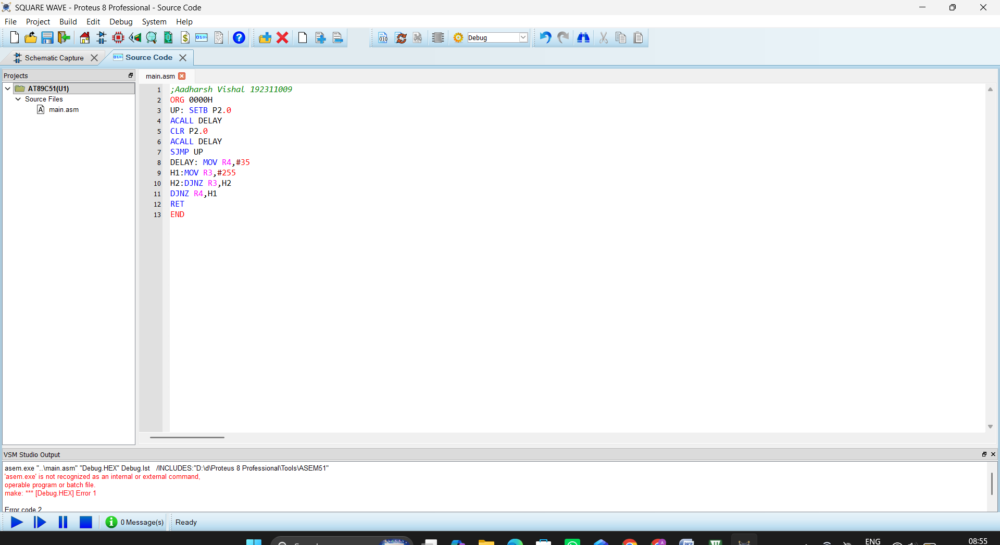 SQUARE WAVE - Proteus 8 Professional - Source Code
File Project Build Edit Debug System Help
Debug
Schematic Capture
Source Code
Projects
AT89C51(U1)
Source Files
main.asm
main.asm
1 ;Aadharsh Vishal 192311009
2 ORG 0000H
3 UP: SETB P2.0
4 ACALL DELAY
5 CLR P2.0
6 ACALL DELAY
7 SJMP UP
8 DELAY: MOV R4,#35
9 H1:MOV R3,#255
10 H2:DJNZ R3,H2
11 DJNZ R4,H1
12 RET
13 END
VSM Studio Output
asem.exe "..\main.asm" "Debug.HEX" Debug.lst /INCLUDES:"D:\d\Proteus 8 Professional\Tools\ASEM51"
'asem.exe' is not recognized as an internal or external command,
operable program or batch file.
make: *** [Debug.HEX] Error 1
Error code 2
0 Message(s) Ready
ENG
08:55